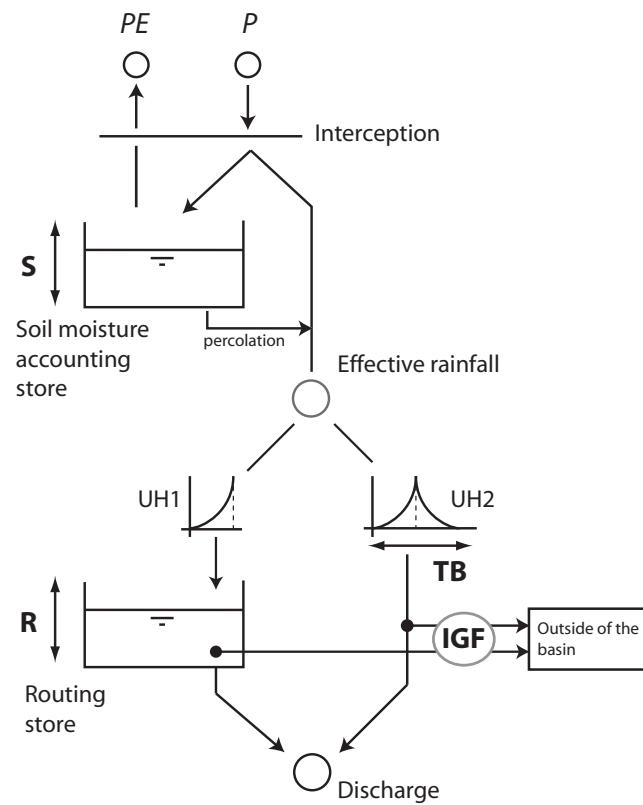 PE
P
Interception
S
Soil moisture
accounting
store
percolation
Effective rainfall
UH1
UH2
TB
R
IGF
Outside of the
basin
Routing
store
Discharge